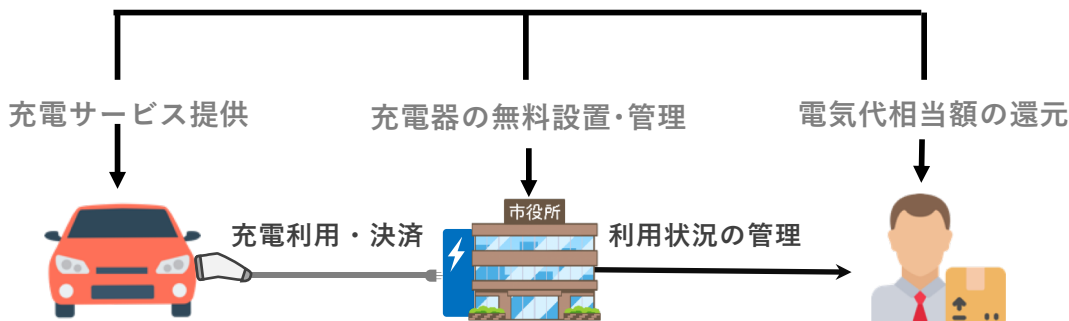 充電サービス提供
充電器の無料設置・管理
電気代相当額の還元
市役所
充電利用・決済
利用状況の管理